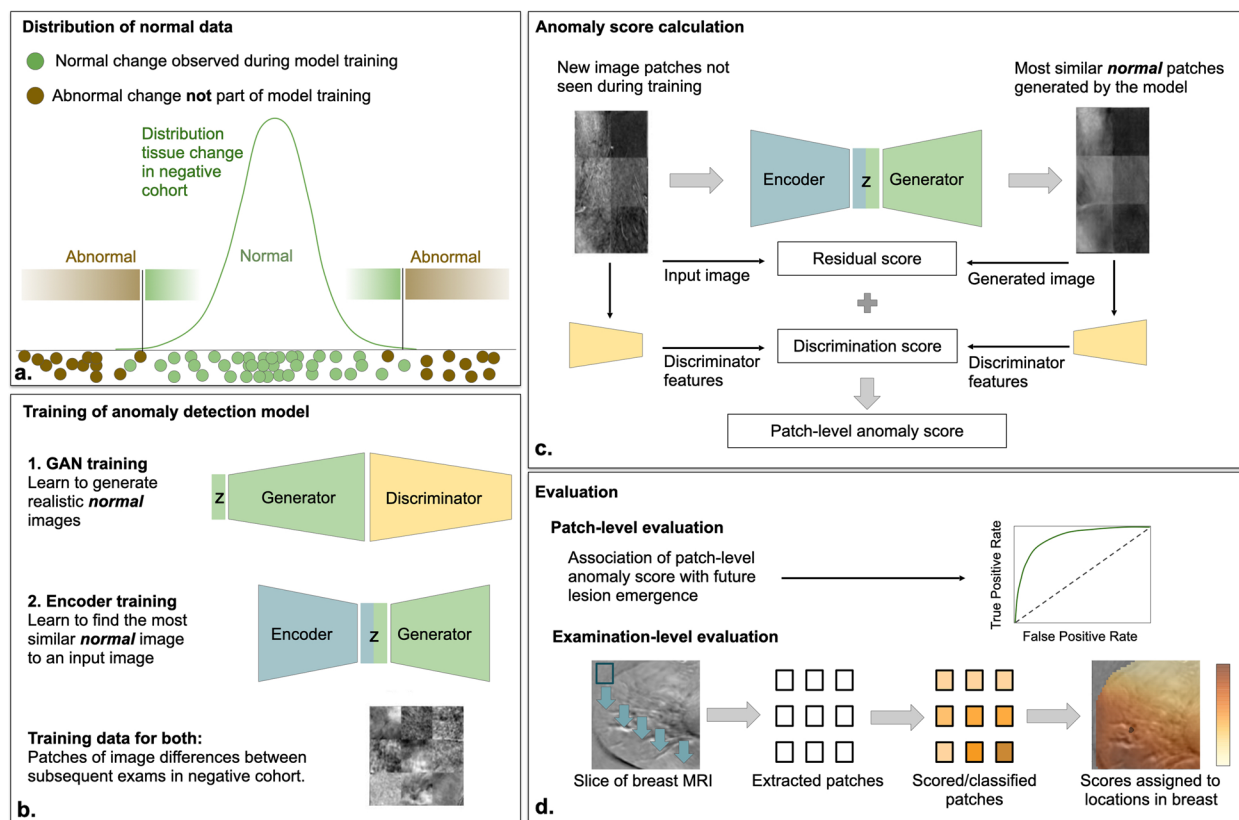 Distribution of normal data
Normal change observed during model training
Abnormal change not part of model training
Distribution
tissue change
in negative
cohort
Abnormal
Normal
Abnormal
a.
Training of anomaly detection model
1. GAN training
Learn to generate
realistic normal
images
z
Generator
Discriminator
2. Encoder training
Learn to find the most
similar normal image
to an input image
Encoder
z
Generator
Training data for both:
Patches of image differences between
subsequent exams in negative cohort.
b.
Anomaly score calculation
New image patches not
seen during training
Most similar normal patches
generated by the model
Encoder
z
Generator
Input image
Residual score
Generated image
Discriminator
features
Discrimination score
Discriminator
features
Patch-level anomaly score
c.
Evaluation
Patch-level evaluation
Association of patch-level
anomaly score with future
lesion emergence
True Positive Rate
False Positive Rate
Examination-level evaluation
Slice of breast MRI
Extracted patches
Scored/classified
patches
Scores assigned to
locations in breast
d.